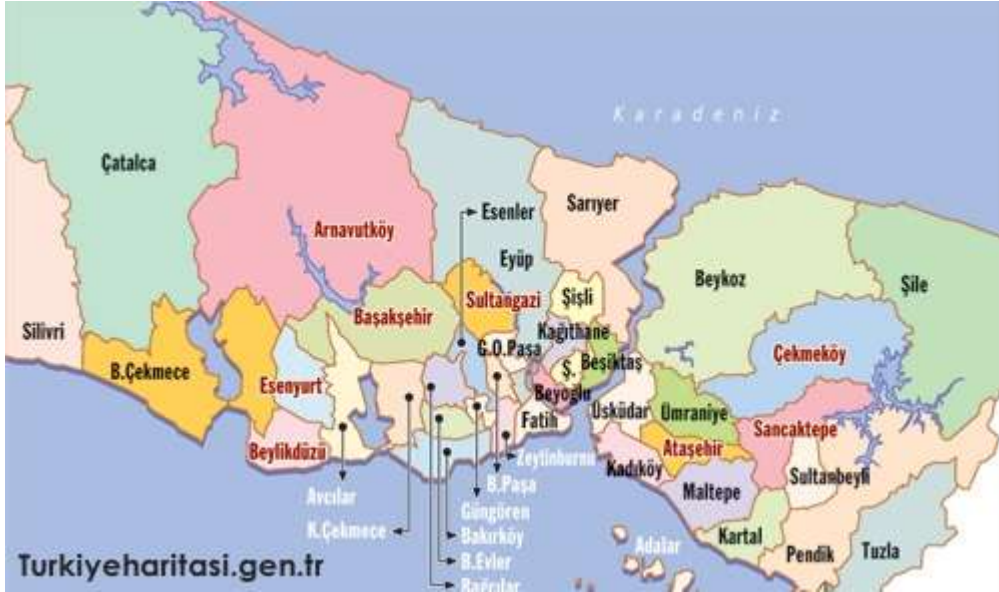 Karadeniz
Çatalca
Sarıyer
Esenler
Arnavutköy
Eyüp
Beykoz
Şile
Sultangazi
Şişli
Silivri
Başakşehir
Kağıthane
G.O.Paşa
Çekmeköy
B.Çekmece
Ş.
Beşiktaş
Esenyurt
Beyoğlu
Üsküdar
Ümraniye
Fatih
Sancaktepe
Beylikdüzü
Zeytinburnu
Kadıköy
Ataşehir
Sultanbeyli
Avcılar
B.Paşa
Maltepe
Güngören
K.Çekmece
Bakırköy
Kartal
Adalar
Pendik
Tuzla
B.Evler
Turkiyeharitasi.gen.tr
Bağcılar